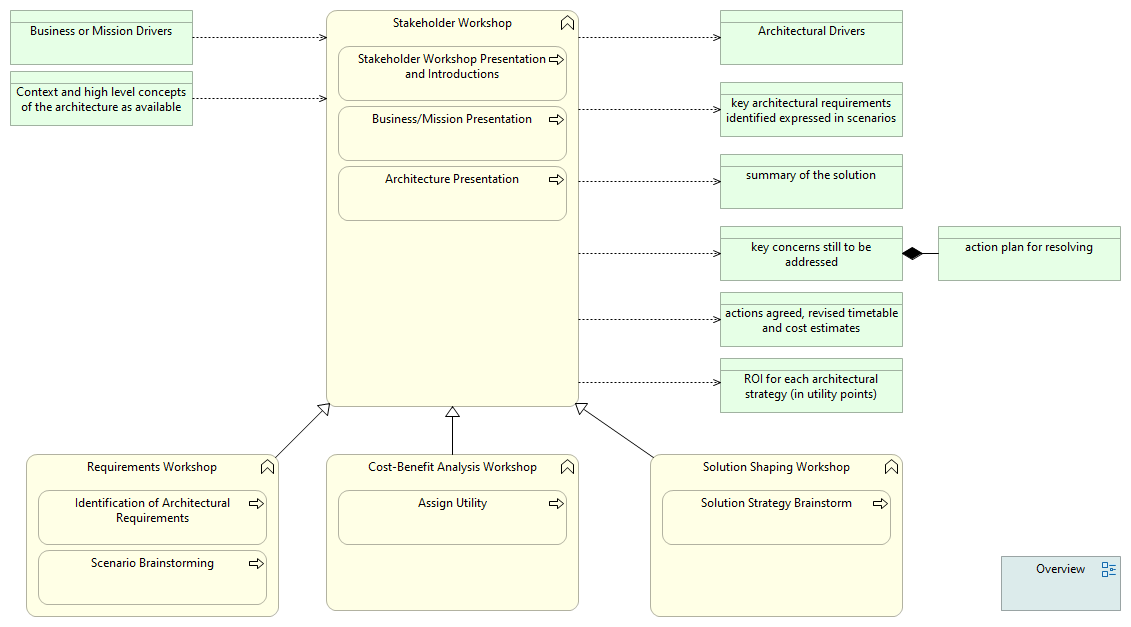 Business or Mission Drivers
Context and high level concepts
of the architecture as available
Stakeholder Workshop
Stakeholder Workshop Presentation
and Introductions
Business/Mission Presentation
Architecture Presentation
Architectural Drivers
key architectural requirements
identified expressed in scenarios
summary of the solution
key concerns still to be
addressed
action plan for resolving
actions agreed, revised timetable
and cost estimates
ROI for each architectural
strategy (in utility points)
Requirements Workshop
Identification of Architectural
Requirements
Scenario Brainstorming
Cost-Benefit Analysis Workshop
Assign Utility
Solution Shaping Workshop
Solution Strategy Brainstorm
Overview